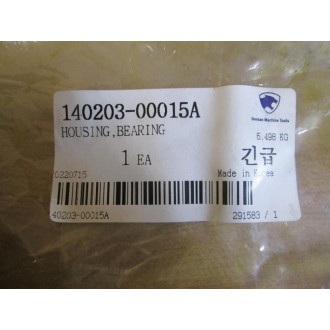 140203-00015A
HOUSING,BEARING
Doosan Machine Tools
6.498 KG
1 EA
긴급
0220715
Made in Korea
40203-00015A
291583 / 1